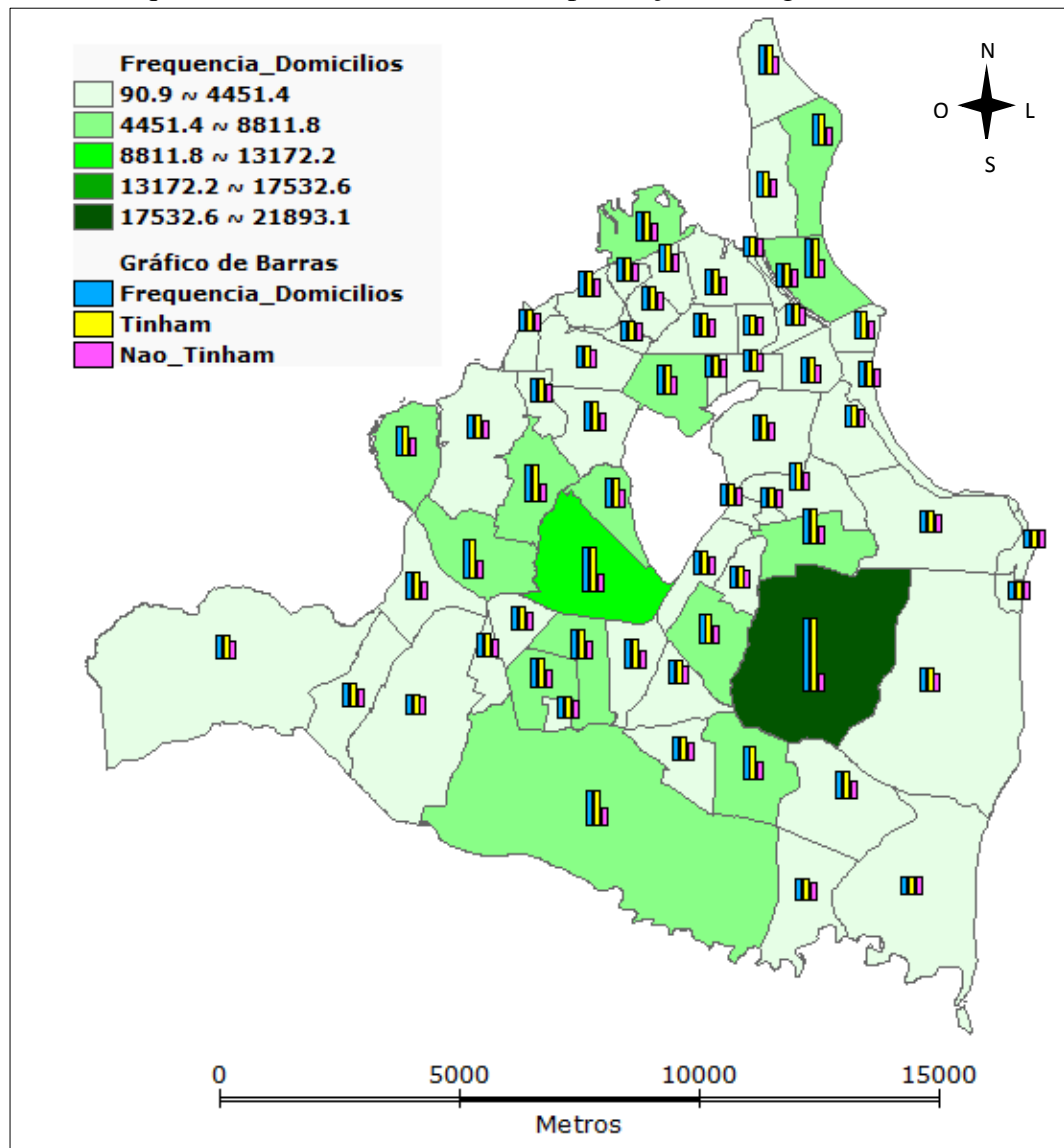 Frequencia_Domicilios
90.9 ~ 4451.4
4451.4 ~ 8811.8
8811.8 ~ 13172.2
13172.2 ~ 17532.6
17532.6 ~ 21893.1
Gráfico de Barras
Frequencia_Domicilios
Tinham
Nao_Tinham
N
O L
S
0 5000 10000 15000
Metros